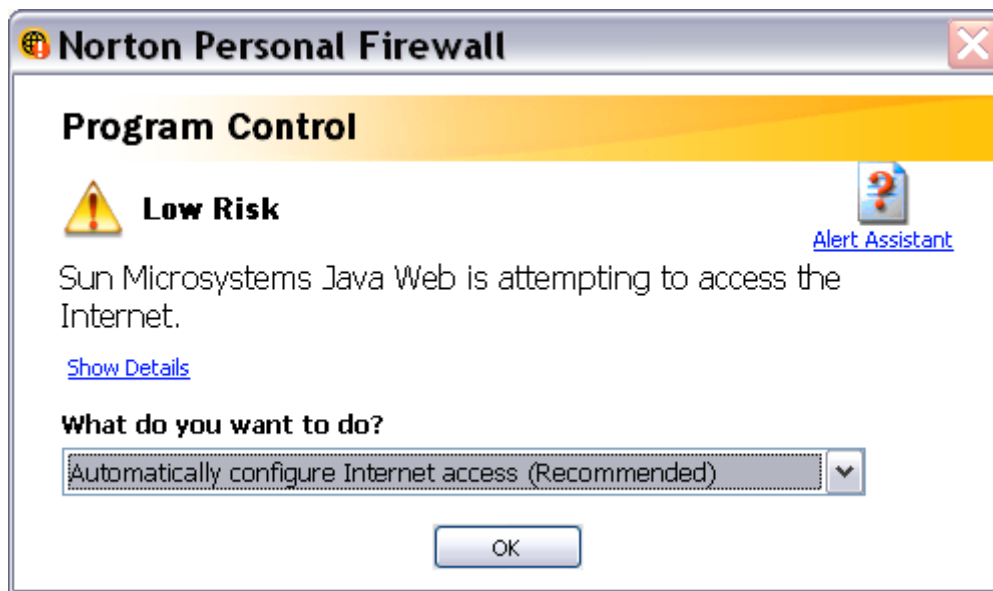 Norton Personal Firewall
Program Control
Low Risk
Alert Assistant
Sun Microsystems Java Web is attempting to access the
Internet.
Show Details
What do you want to do?
Automatically configure Internet access (Recommended)
OK